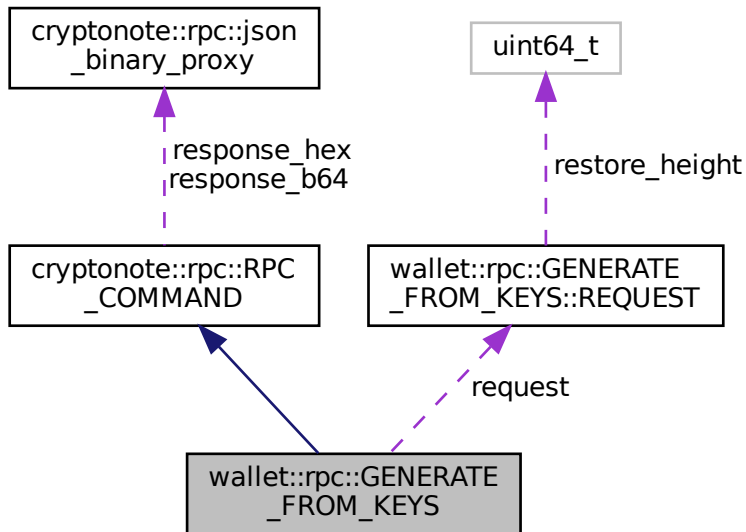 cryptonote::rpc::json
_binary_proxy
uint64_t
response_hex
response_b64
restore_height
cryptonote::rpc::RPC
_COMMAND
wallet::rpc::GENERATE
_FROM_KEYS::REQUEST
request
wallet::rpc::GENERATE
_FROM_KEYS